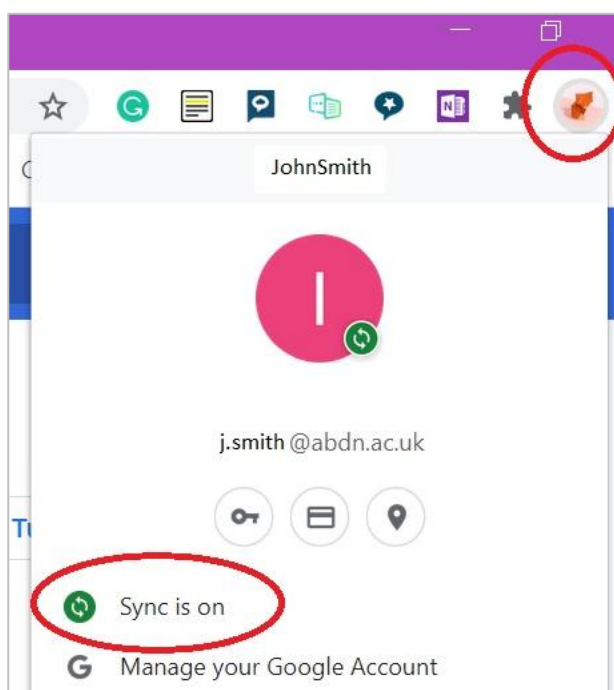 G
N
JohnSmith
I
j.smith @abdn.ac.uk
Sync is on
G Manage your Google Account